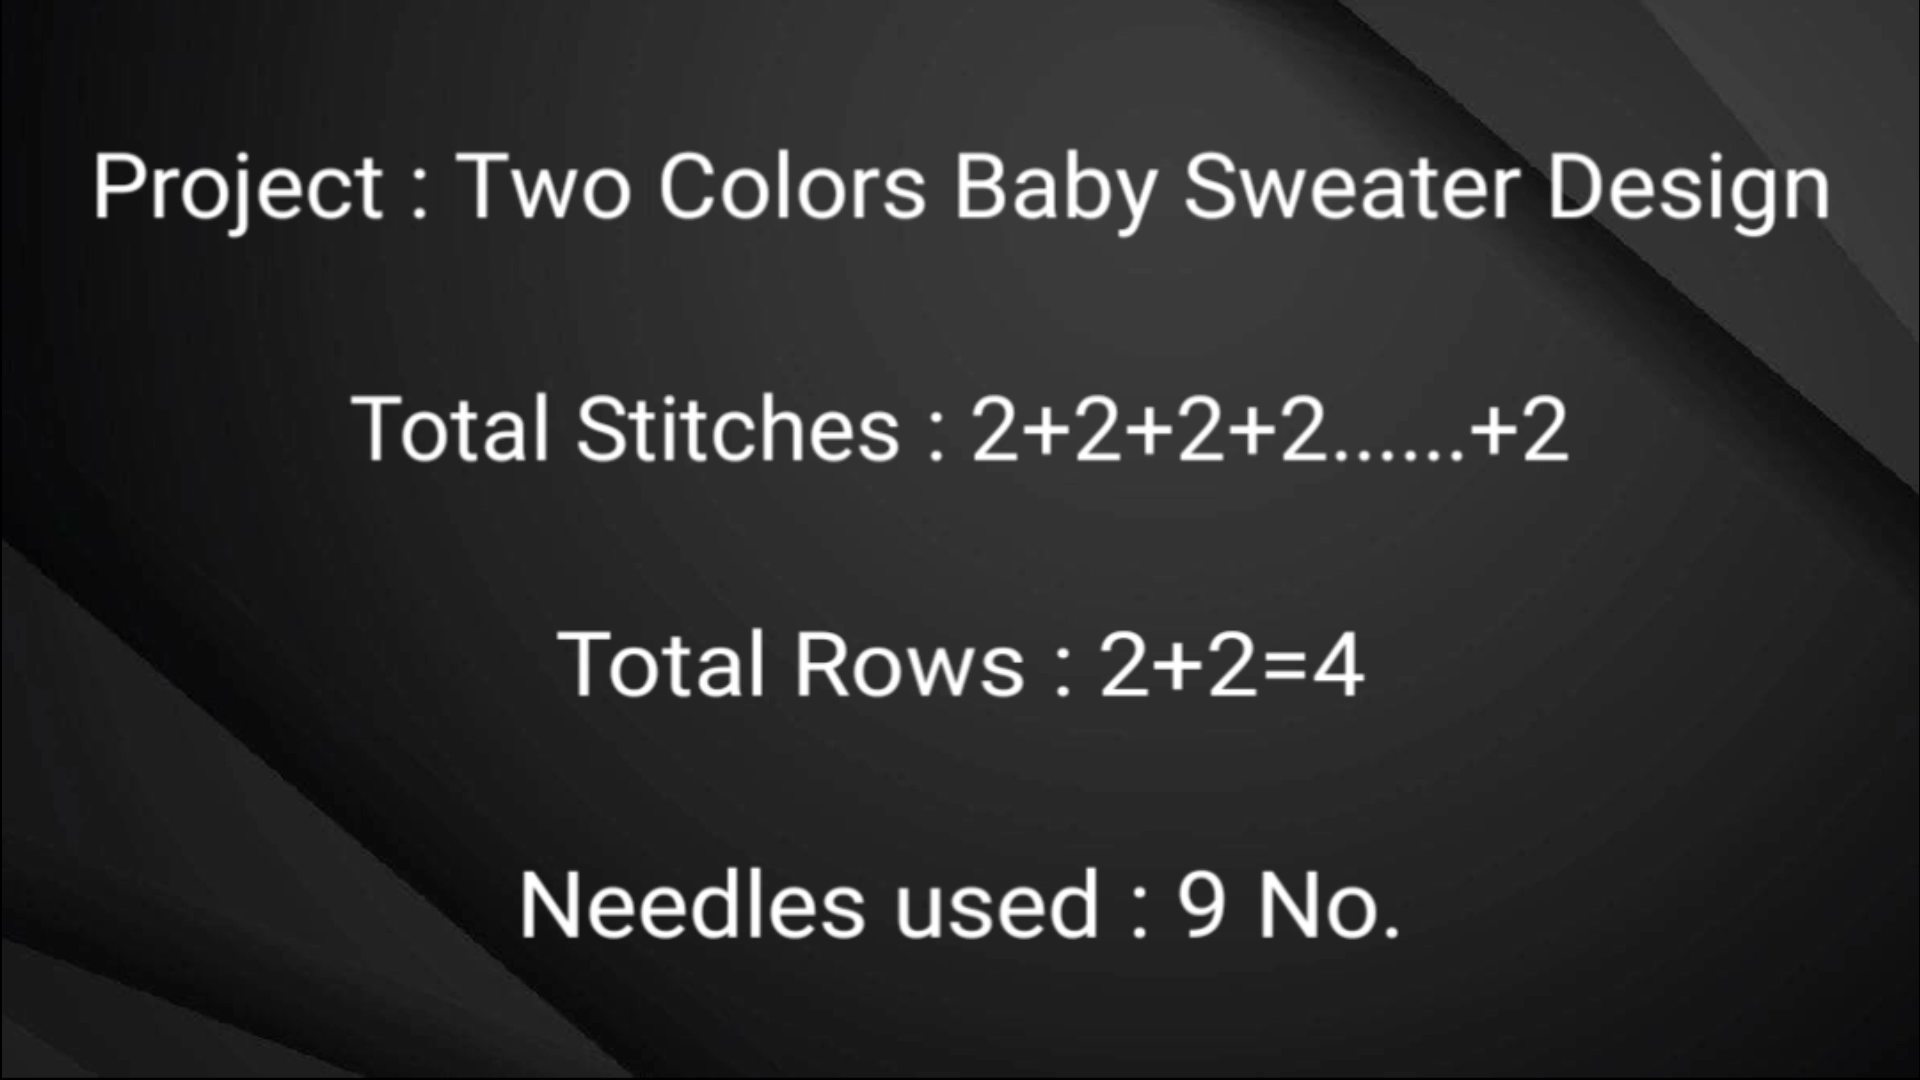 Project : Two Colors Baby Sweater Design
Total Stitches : 2+2+2+2......+2
Total Rows : 2+2=4
Needles used : 9 No.